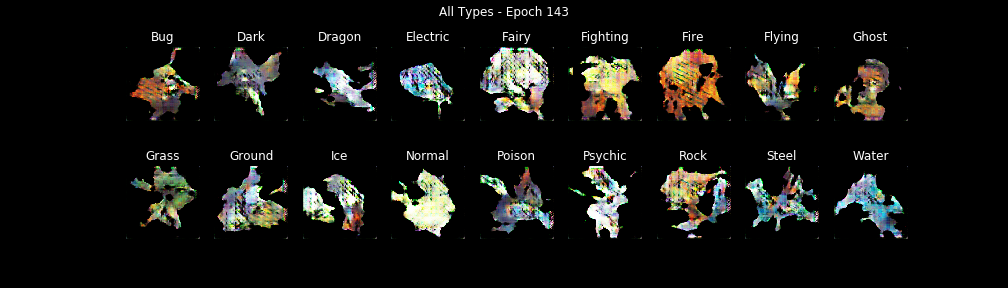 All Types - Epoch 143
Bug Dark Dragon Electric Fairy Fighting Fire Flying Ghost
Grass Ground Ice Normal Poison Psychic Rock Steel Water